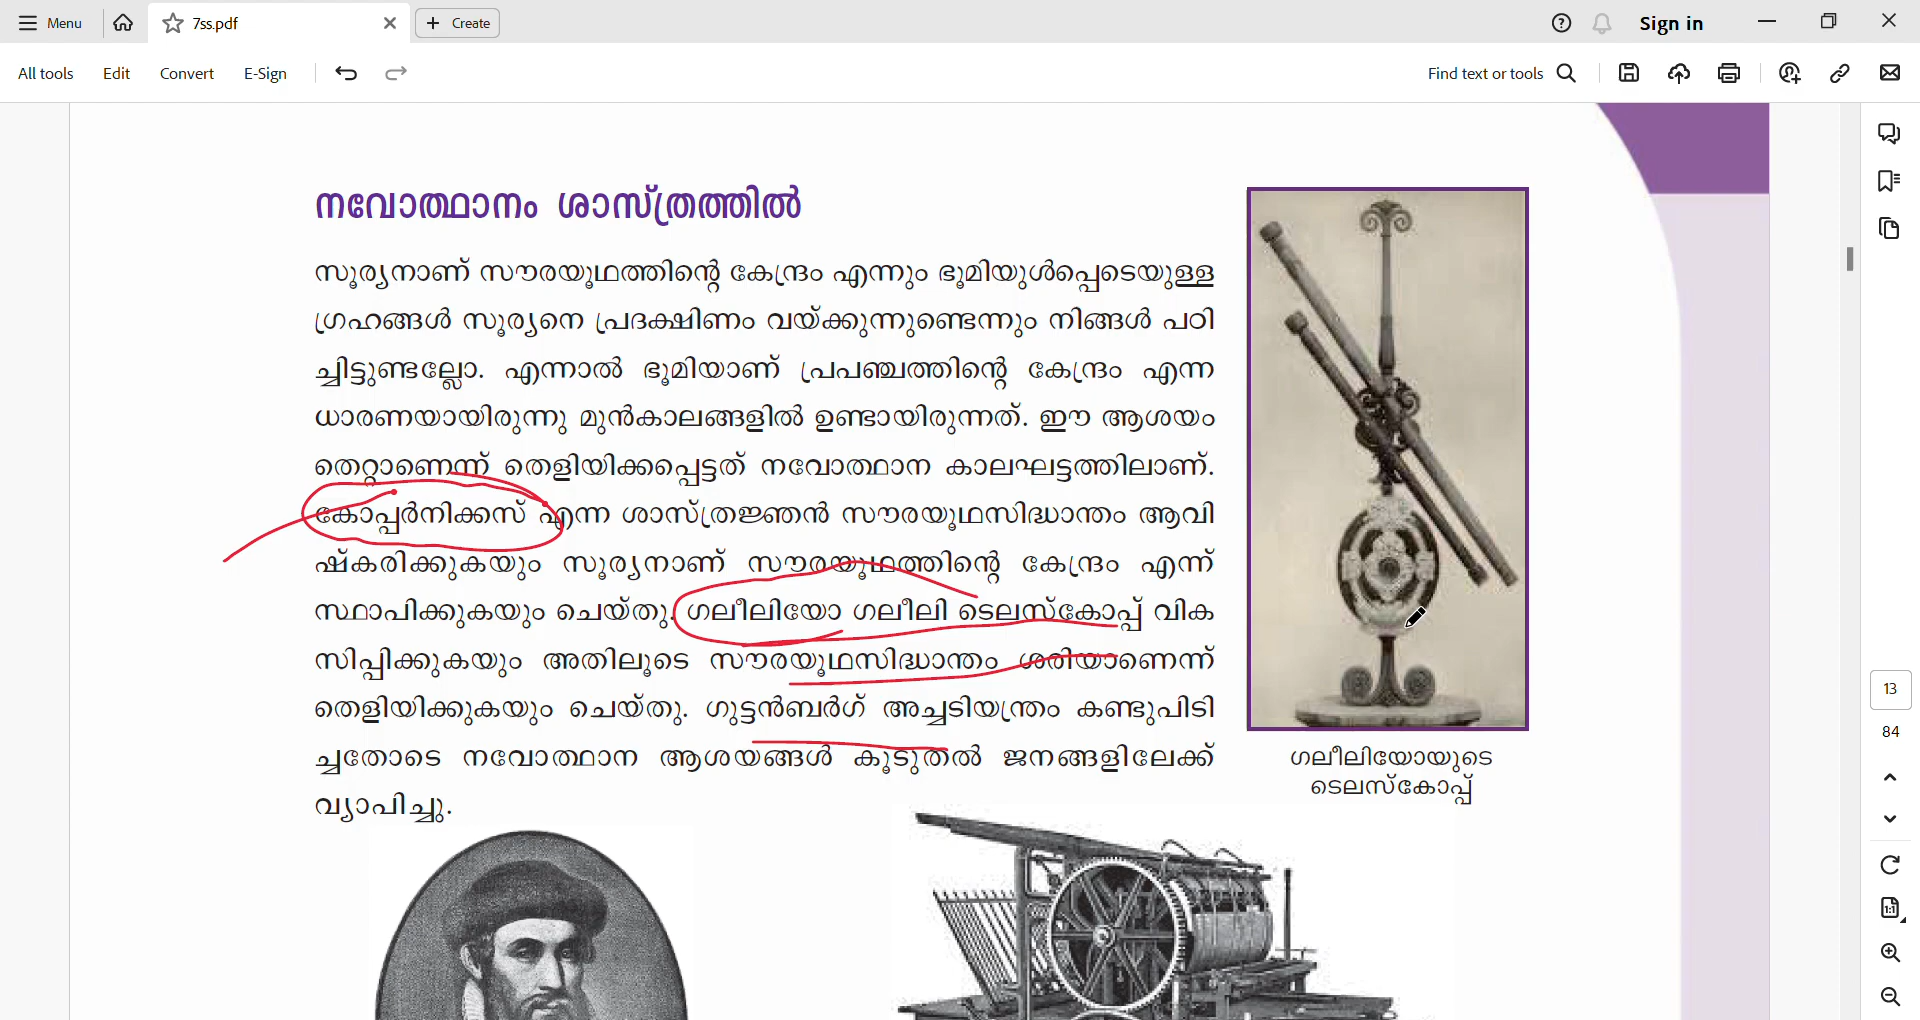 Menu
7ss.pdf
Create
Sign in
All tools
Edit
Convert
E-Sign
Find text or tools
നവോത്ഥാനം ശാസ്ത്രത്തിൽ
സൂര്യനാണ് സൗരയൂഥത്തിന്റെ കേന്ദ്രം എന്നും ഭൂമിയുൾപ്പെടെയുള്ള
ഗ്രഹങ്ങൾ സൂര്യനെ പ്രദക്ഷിണം വയ്ക്കുന്നുണ്ടെന്നും നിങ്ങൾ പഠി
ച്ചിട്ടുണ്ടല്ലോ. എന്നാൽ ഭൂമിയാണ് പ്രപഞ്ചത്തിന്റെ കേന്ദ്രം എന്ന
ധാരണയായിരുന്നു മുൻകാലങ്ങളിൽ ഉണ്ടായിരുന്നത്. ഈ ആശയം
തെറ്റാണെന്ന് തെളിയിക്കപ്പെട്ടത് നവോത്ഥാന കാലഘട്ടത്തിലാണ്.
കോപ്പർനിക്കസ് എന്ന ശാസ്ത്രജ്ഞൻ സൗരയൂഥസിദ്ധാന്തം ആവി
ഷ്കരിക്കുകയും സൂര്യനാണ് സൗരയൂഥത്തിന്റെ കേന്ദ്രം എന്ന്
സ്ഥാപിക്കുകയും ചെയ്തു. ഗലീലിയോ ഗലീലി ടെലസ്കോപ്പ് വിക
സിപ്പിക്കുകയും അതിലൂടെ സൗരയൂഥസിദ്ധാന്തം ശരിയാണെന്ന്
തെളിയിക്കുകയും ചെയ്തു. ഗുട്ടൻബർഗ് അച്ചടിയന്ത്രം കണ്ടുപിടി
ച്ചതോടെ നവോത്ഥാന ആശയങ്ങൾ കൂടുതൽ ജനങ്ങളിലേക്ക്
വ്യാപിച്ചു.
ഗലീലിയോയുടെ
ടെലസ്കോപ്പ്
13
84
1:1